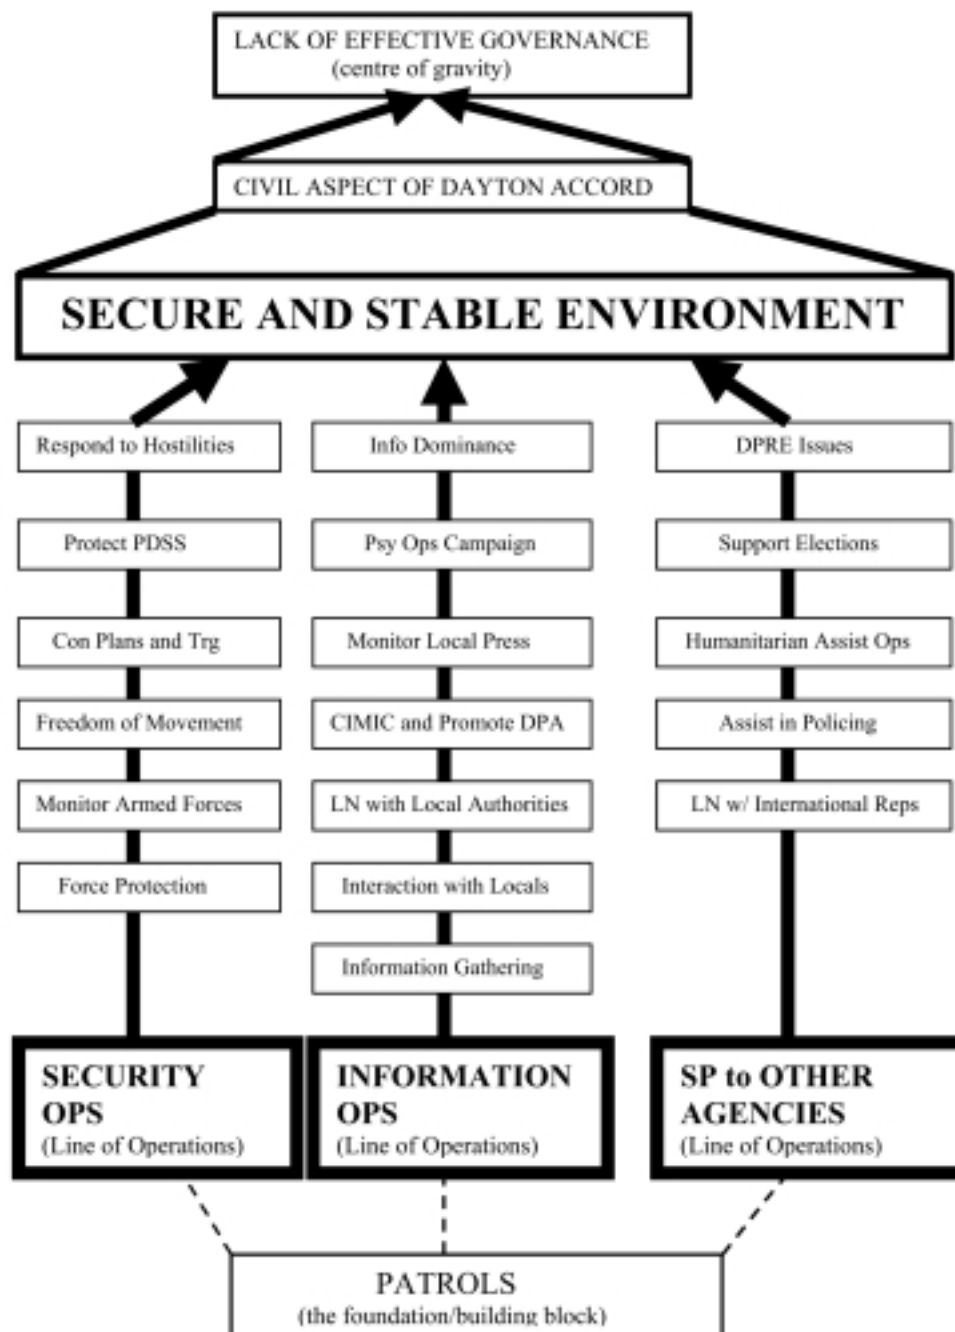 LACK OF EFFECTIVE GOVERNANCE
(centre of gravity)
CIVIL ASPECT OF DAYTON ACCORD
SECURE AND STABLE ENVIRONMENT
Respond to Hostilities
Protect PDSS
Con Plans and Trg
Freedom of Movement
Monitor Armed Forces
Force Protection
SECURITY
OPS
(Line of Operations)
Info Dominance
Psy Ops Campaign
Monitor Local Press
CIMIC and Promote DPA
LN with Local Authorities
Interaction with Locals
Information Gathering
INFORMATION
OPS
(Line of Operations)
DPRE Issues
Support Elections
Humanitarian Assist Ops
Assist in Policing
LN w/ International Reps
SP to OTHER
AGENCIES
(Line of Operations)
PATROLS
(the foundation/building block)